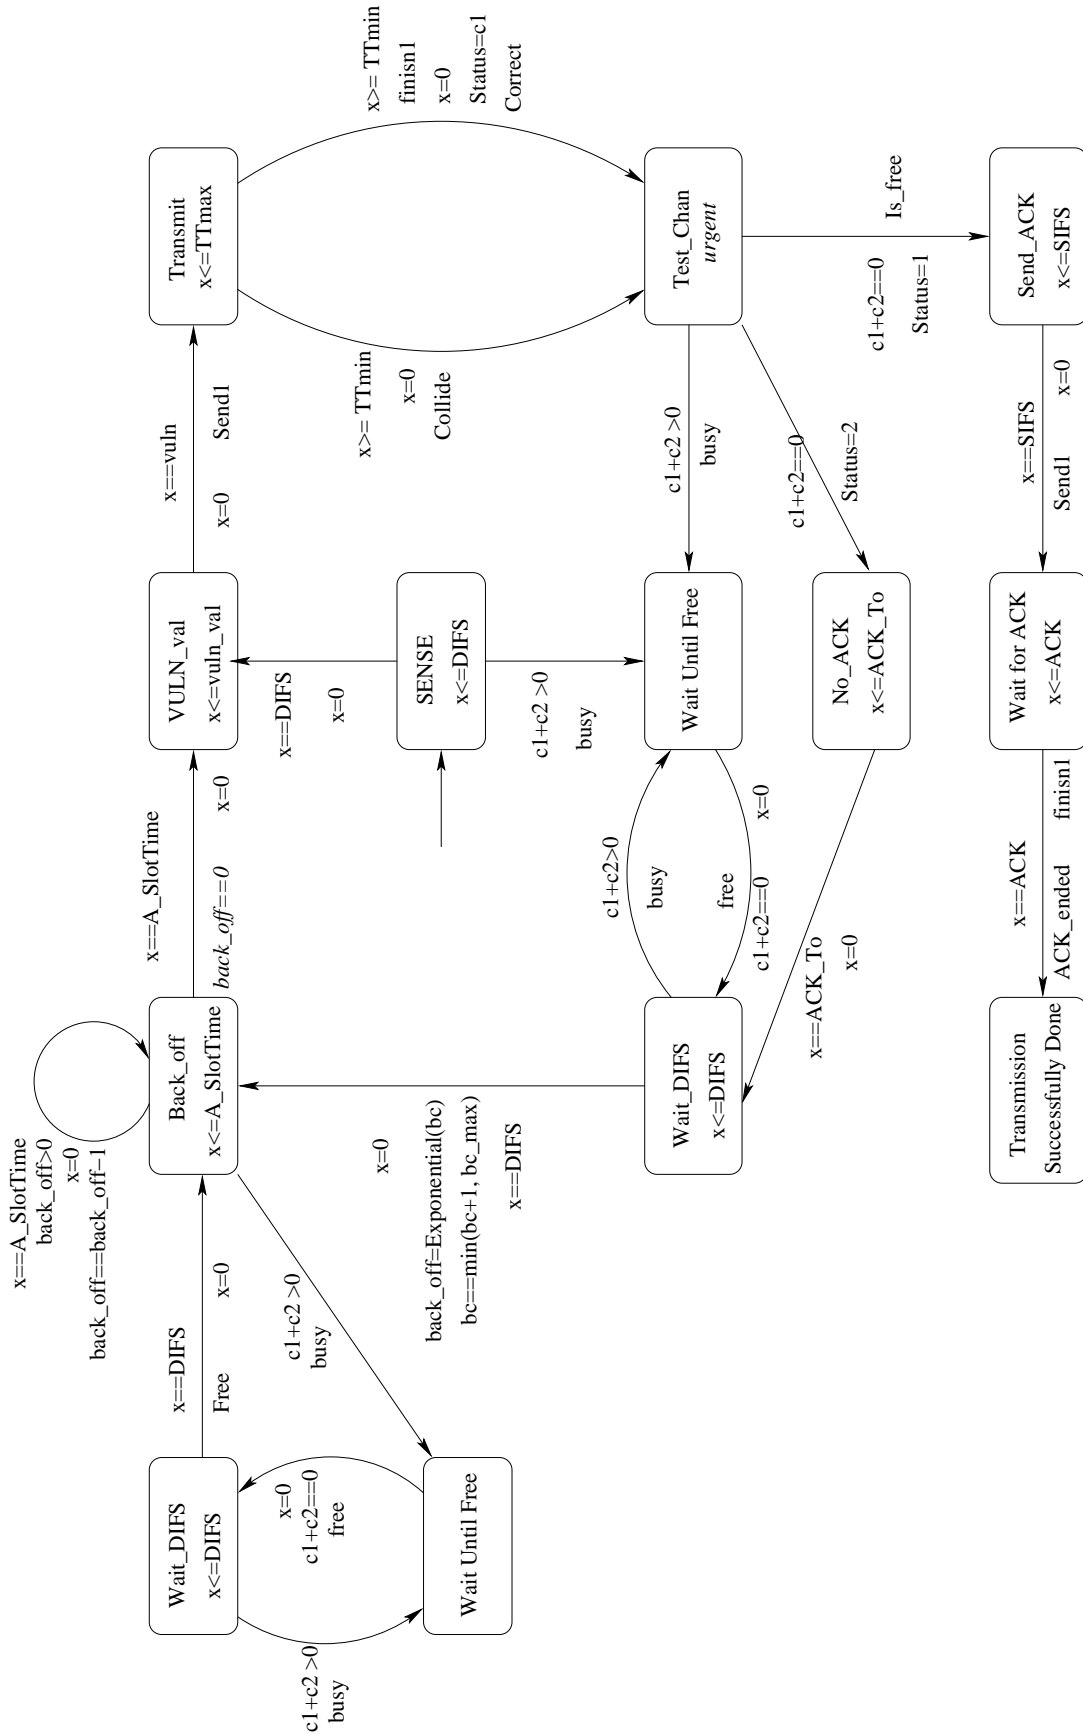 x==A_SlotTime
back_off>0
x=0
back_off==back_off−1
Wait_DIFS
x<=DIFS
x==DIFS
Free
x=0
Back_off
x<=A_SlotTime
x==A_SlotTime
back_off==0
x=0
VULN_val
x<=vuln_val
x==vuln
x=0
Send1
Transmit
x<=TTmax
c1+c2 >0
busy
x=0
c1+c2==0
free
c1+c2 >0
busy
Wait Until Free
x=0
back_off=Exponential(bc)
bc==min(bc+1, bc_max)
x==DIFS
x==DIFS
x=0
SENSE
x<=DIFS
c1+c2 >0
busy
x>= TTmin
x=0
Collide
x>= TTmin
finisn1
x=0
Status=c1
Correct
Wait_DIFS
x<=DIFS
c1+c2>0
busy
free
c1+c2==0
x=0
Wait Until Free
c1+c2 >0
busy
Test_Chan
urgent
x==ACK_To
x=0
No_ACK
x<=ACK_To
c1+c2==0
Status=2
Is_free
c1+c2==0
Status=1
Transmission
Successfully Done
x==ACK
ACK_ended
finisn1
Wait for ACK
x<=ACK
x==SIFS
Send1
x=0
Send_ACK
x<=SIFS